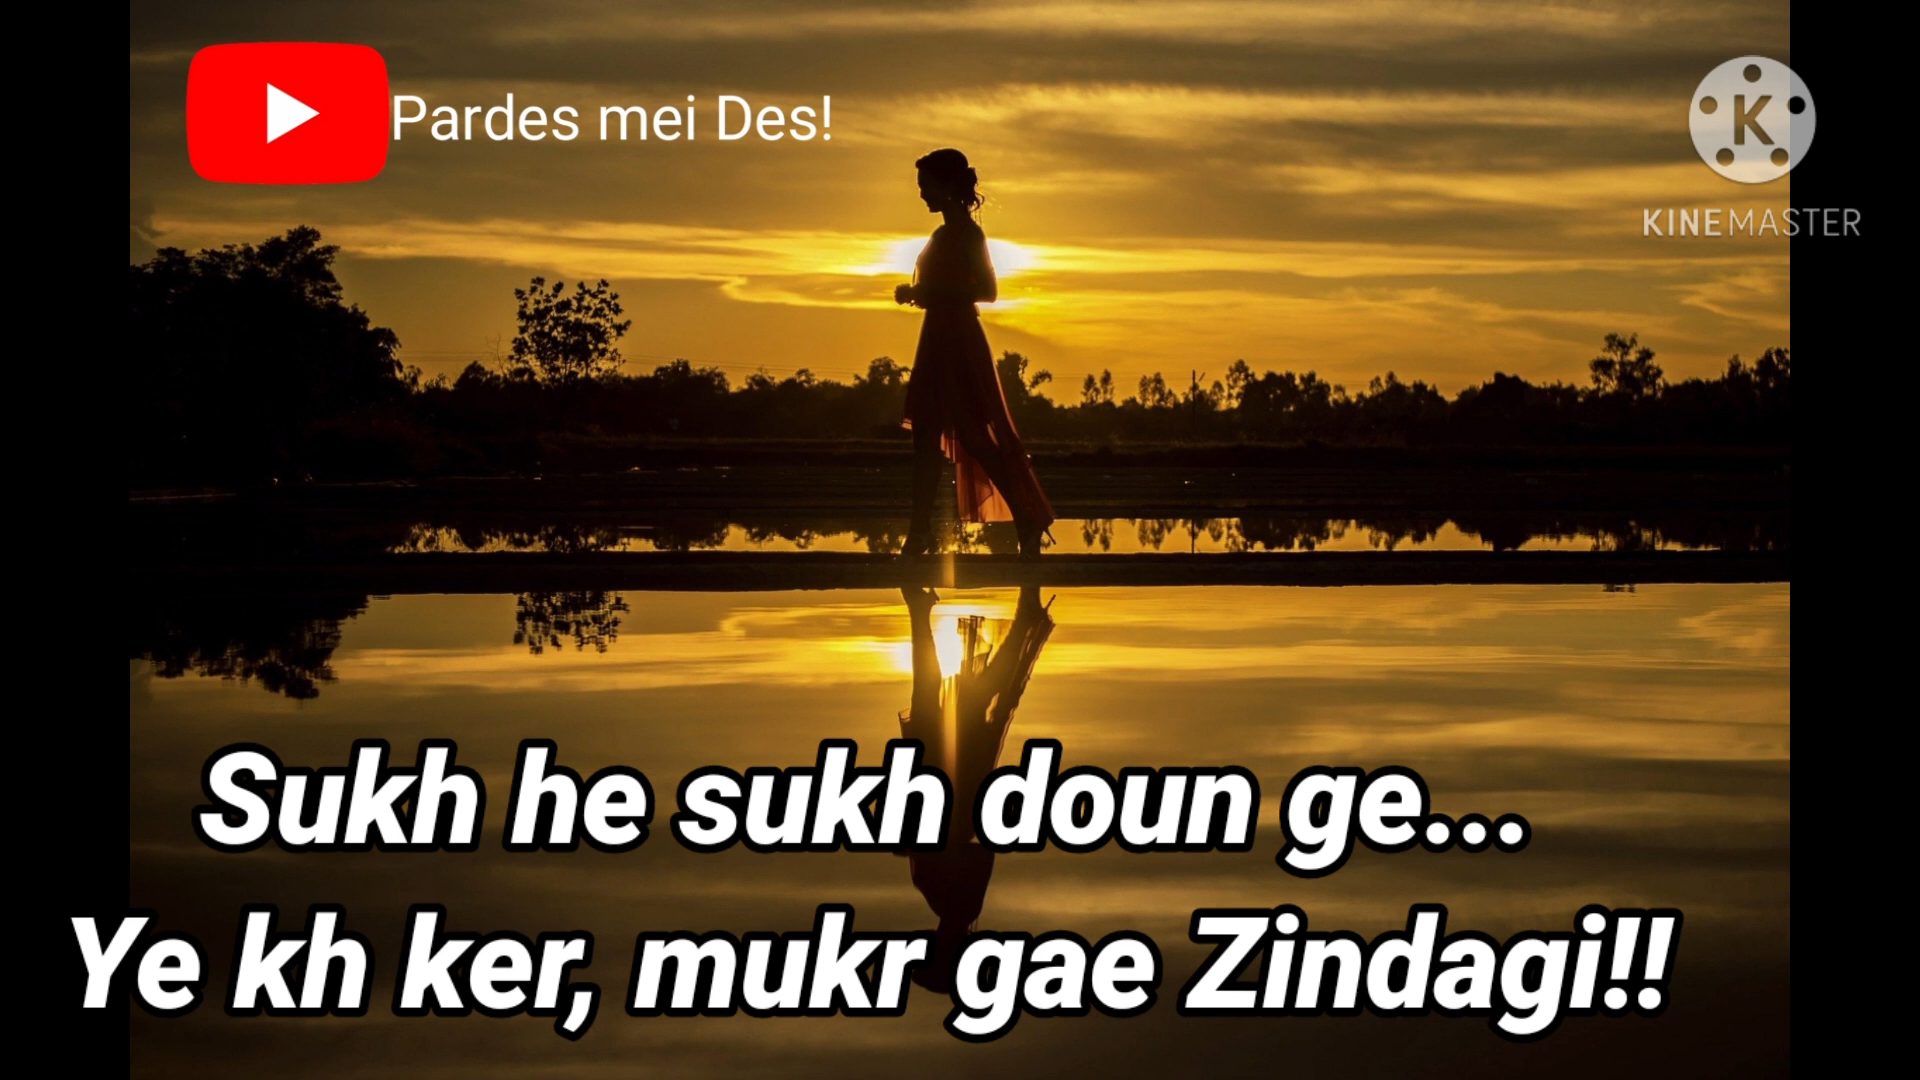 Pardes mei Des!
K
KINEMASTER
Sukh he sukh doun ge...
Ye kh ker, mukr gae Zindagi!!